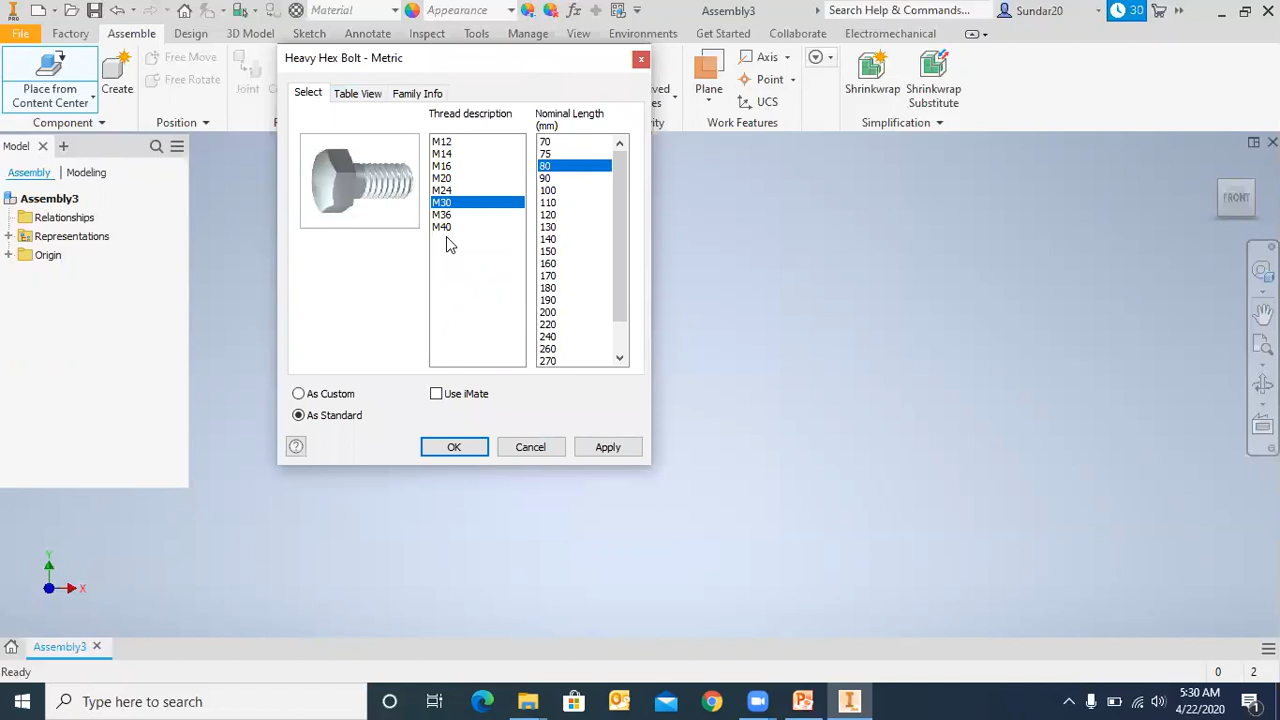 Material
Appearance
Assembly3
Search Help & Commands...
Sundar20
30
PRO
File
Factory
Assemble
Design
3D Model
Sketch
Annotate
Inspect
Tools
Manage
View
Environments
Get Started
Collaborate
Electromechanical
Place from
Content Center
Create
Free Move
Free Rotate
Joint
Plane
Axis
Point
UCS
Shrinkwrap
Shrinkwrap
Substitute
Component
Position
Work Features
Simplification
Heavy Hex Bolt - Metric
Select
Table View
Family Info
Thread description
Nominal Length
(mm)
M12
M14
M16
M20
M24
M30
M36
M40
70
75
80
90
100
110
120
130
140
150
160
170
180
190
200
220
240
260
270
As Custom
As Standard
Use iMate
OK
Cancel
Apply
Model
Assembly
Modeling
Assembly3
Relationships
Representations
Origin
FRONT
Y
X
Assembly3
Ready
0
2
Type here to search
5:30 AM
4/22/2020
1